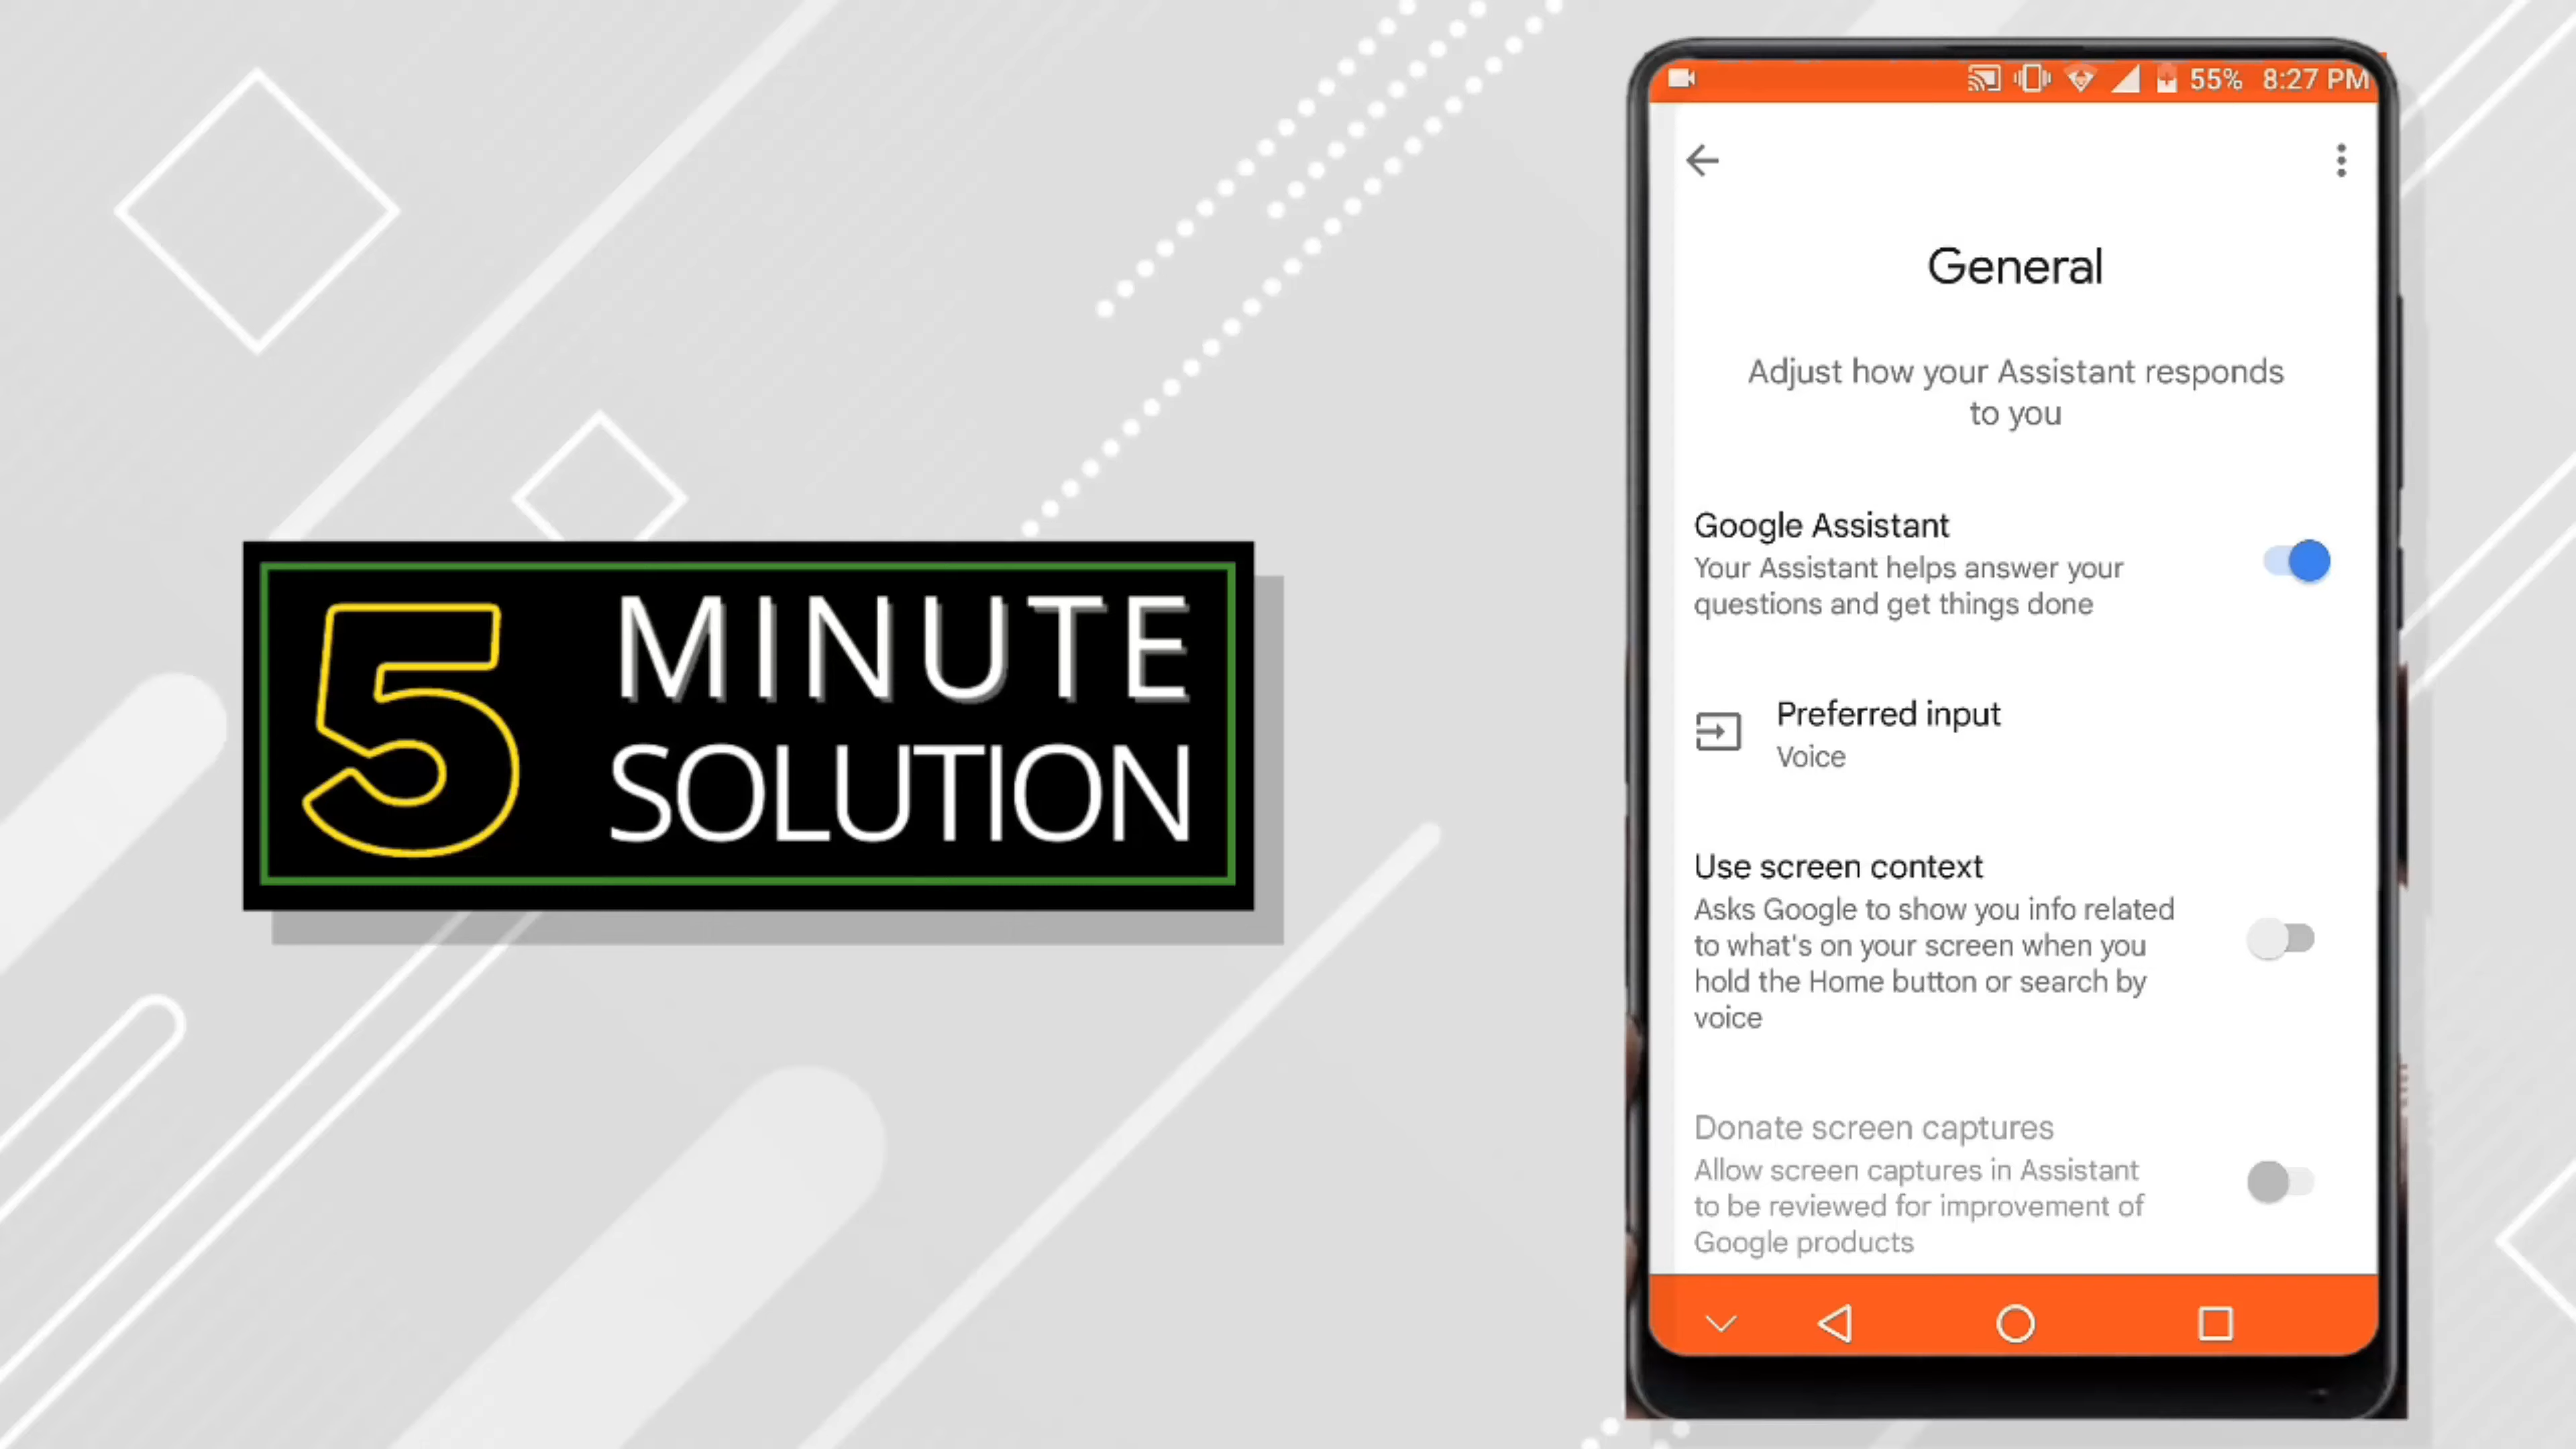 5 MINUTE
SOLUTION
55% 8:27 PM
General
Adjust how your Assistant responds
to you
Google Assistant
Your Assistant helps answer your
questions and get things done
Preferred input
Voice
Use screen context
Asks Google to show you info related
to what's on your screen when you
hold the Home button or search by
voice
Donate screen captures
Allow screen captures in Assistant
to be reviewed for improvement of
Google products